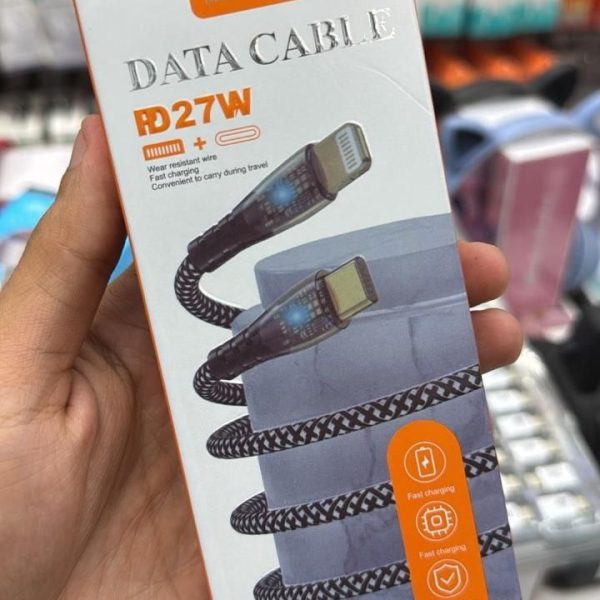 DATA CABLE
PD27W
+
Wear resistant wire
Fast charging
Convenient to carry during travel
Fast charging
Fast charging